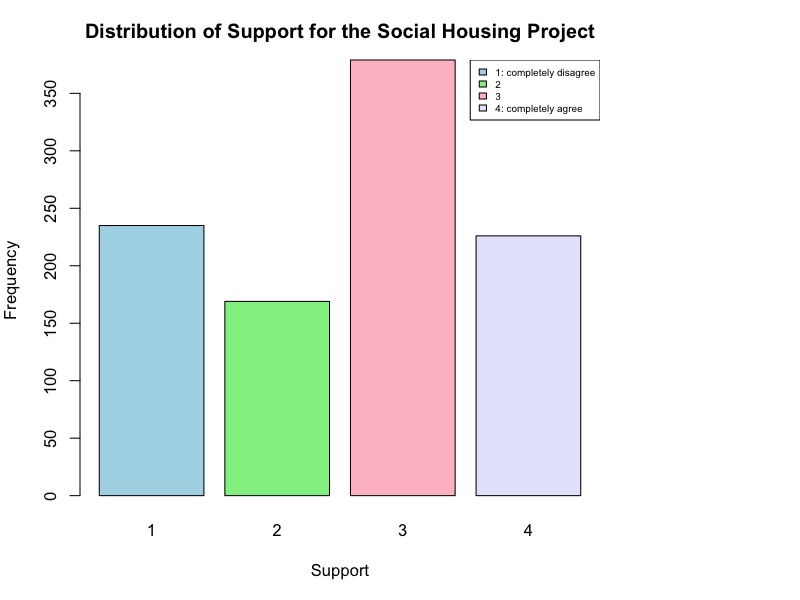 Distribution of Support for the Social Housing Project
1: completely disagree
2
3
4: completely agree
350
300
250
200
150
100
50
0
Frequency
1 2 3 4
Support